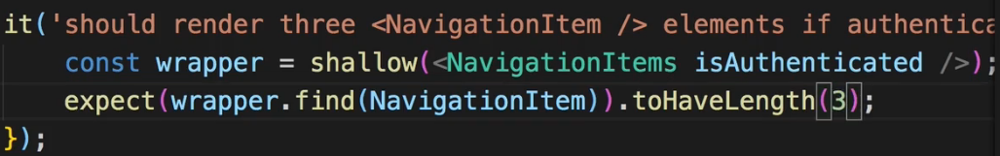 it('should render three <NavigationItem /> elements if authentica
const wrapper = shallow(<NavigationItems isAuthenticated />);
expect(wrapper.find(NavigationItem)).toHaveLength(3);
});